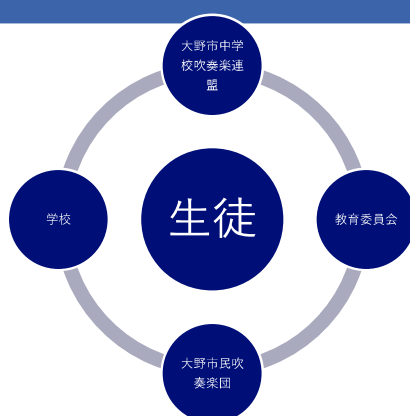 大野市中学
校吹奏楽連
盟
学校
生徒
教育委員会
大野市民吹
奏楽団